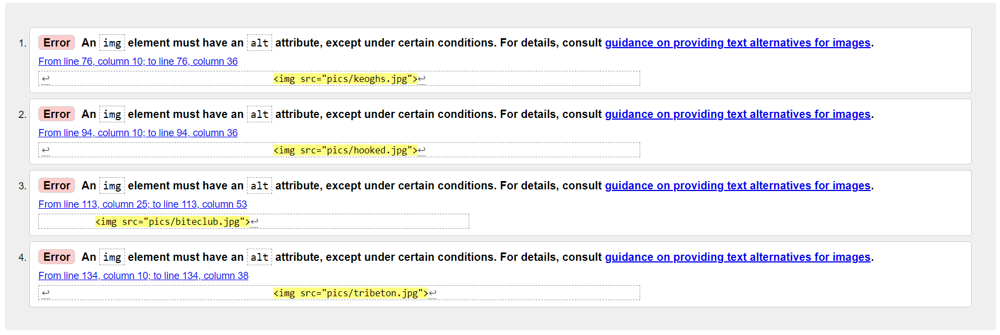 1. Error An img element must have an alt attribute, except under certain conditions. For details, consult guidance on providing text alternatives for images.
From line 76, column 10; to line 76, column 36
↩ <img src="pics/keoghs.jpg">↩
2. Error An img element must have an alt attribute, except under certain conditions. For details, consult guidance on providing text alternatives for images.
From line 94, column 10; to line 94, column 36
↩ <img src="pics/hooked.jpg">↩
3. Error An img element must have an alt attribute, except under certain conditions. For details, consult guidance on providing text alternatives for images.
From line 113, column 25; to line 113, column 53
<img src="pics/biteclub.jpg">↩
4. Error An img element must have an alt attribute, except under certain conditions. For details, consult guidance on providing text alternatives for images.
From line 134, column 10; to line 134, column 38
↩ <img src="pics/tribeton.jpg">↩